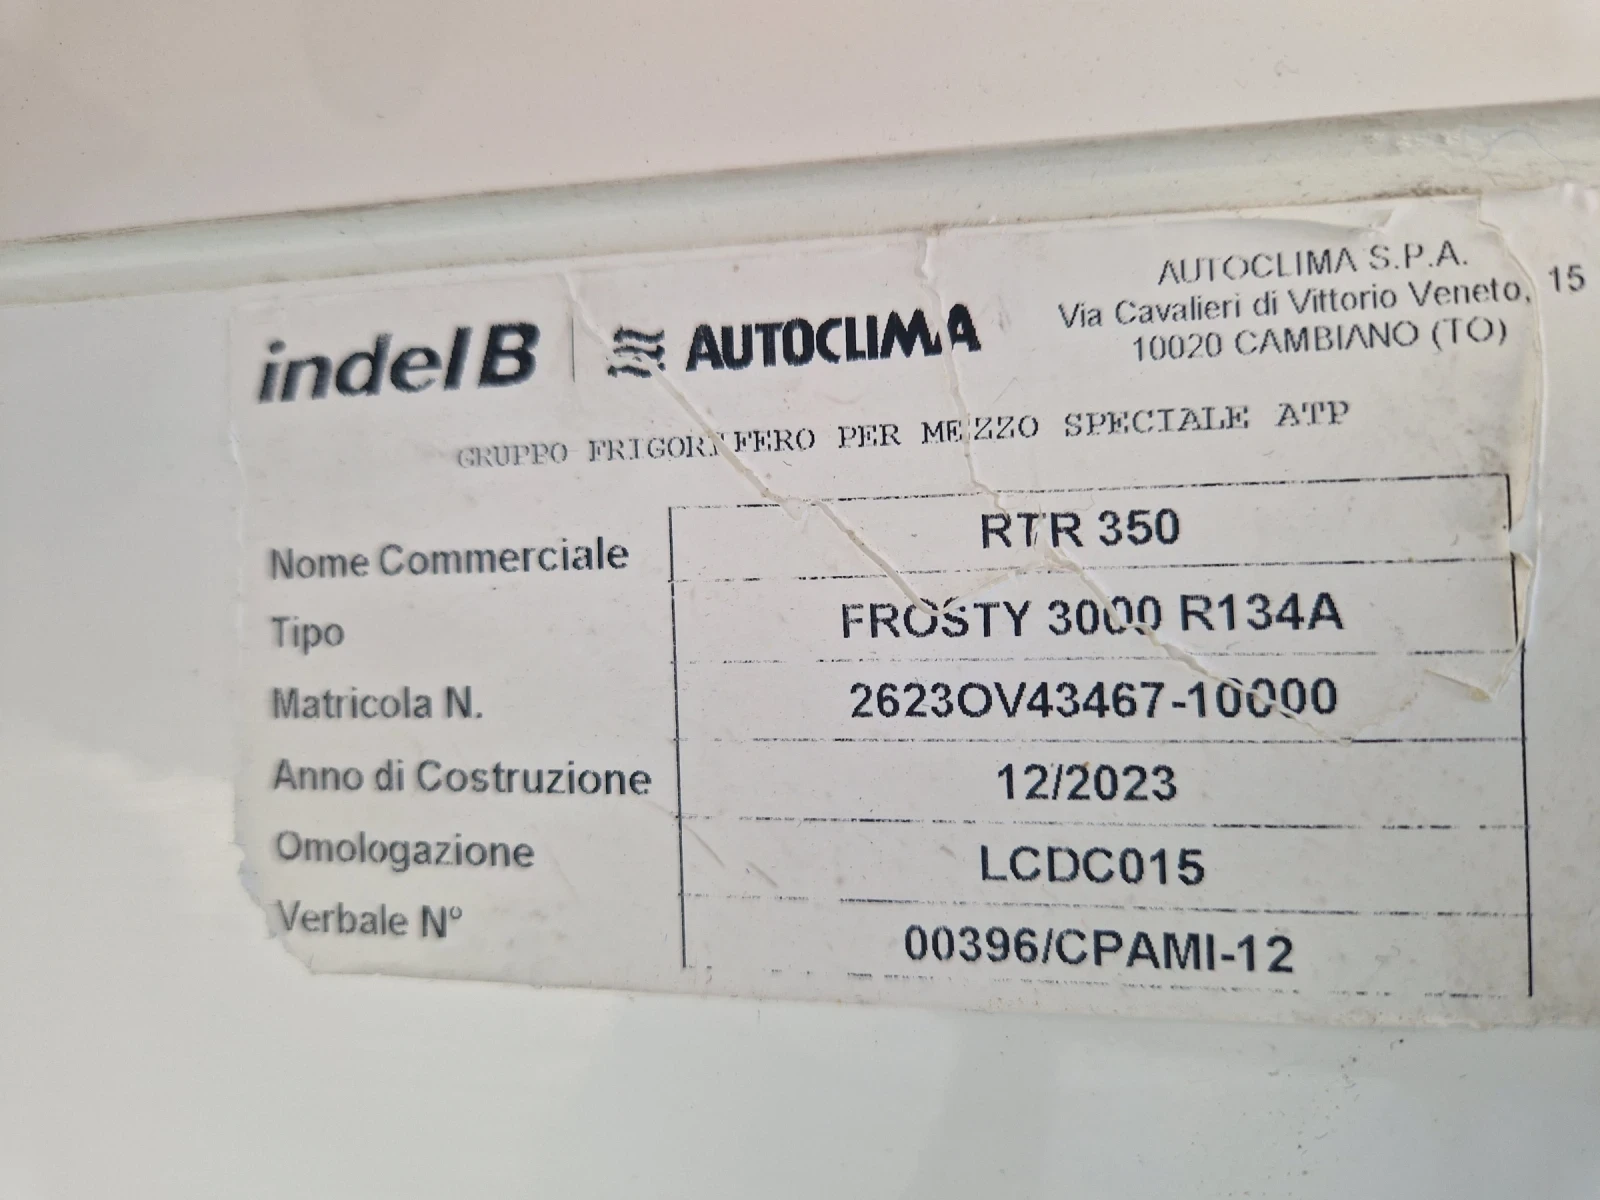 indel B AUTOCLIMA
AUTOCLIMA S.P.A.
Via Cavalieri di Vittorio Veneto, 15
10020 CAMBIANO (TO)
GRUPPO FRIGORIFERO PER MEZZO SPECIALE ATP
Nome Commerciale RTR 350
Tipo FROSTY 3000 R134A
Matricola N. 2623OV43467-10000
Anno di Costruzione 12/2023
Omologazione LCDC015
Verbale N° 00396/CPAMI-12